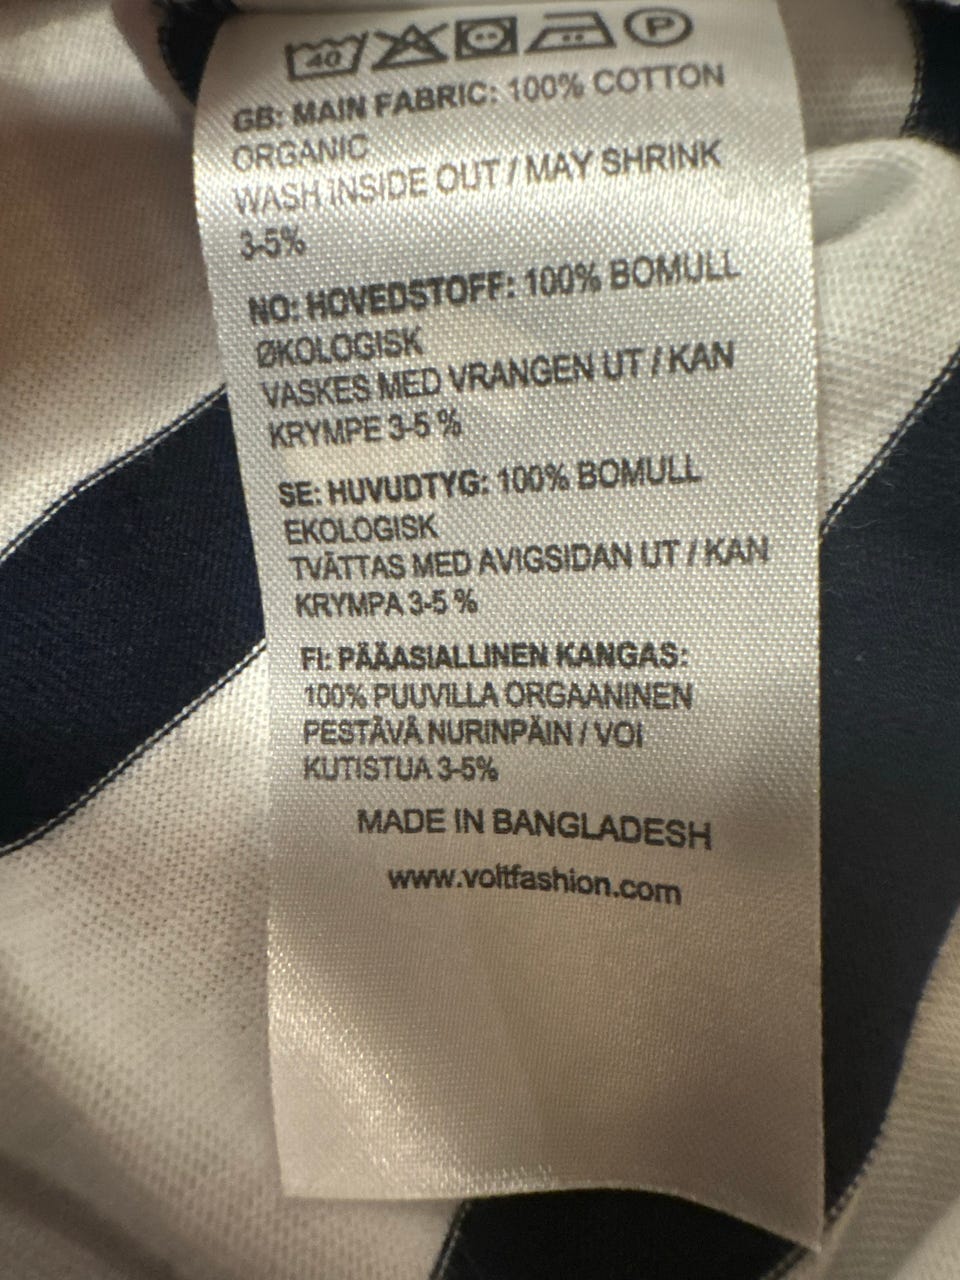 40 P
GB: MAIN FABRIC: 100% COTTON
ORGANIC
WASH INSIDE OUT / MAY SHRINK
3-5%
NO: HOVEDSTOFF: 100% BOMULL
ØKOLOGISK
VASKES MED VRANGEN UT / KAN
KRYMPE 3-5 %
SE: HUVUDTYG: 100% BOMULL
EKOLOGISK
TVÄTTAS MED AVIGSIDAN UT / KAN
KRYMPA 3-5 %
FI: PÄÄASIALLINEN KANGAS:
100% PUUVILLA ORGAANINEN
PESTÄVÄ NURINPÄIN / VOI
KUTISTUA 3-5%
MADE IN BANGLADESH
www.voltfashion.com